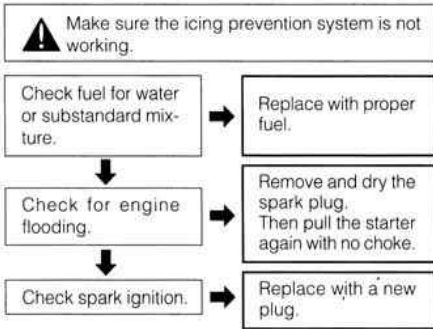 Make sure the icing prevention system is not
working.
Check fuel for water
or substandard mix-
ture.
Replace with proper
fuel.
Check for engine
flooding.
Remove and dry the
spark plug.
Then pull the starter
again with no choke.
Check spark ignition.
Replace with a new
plug.